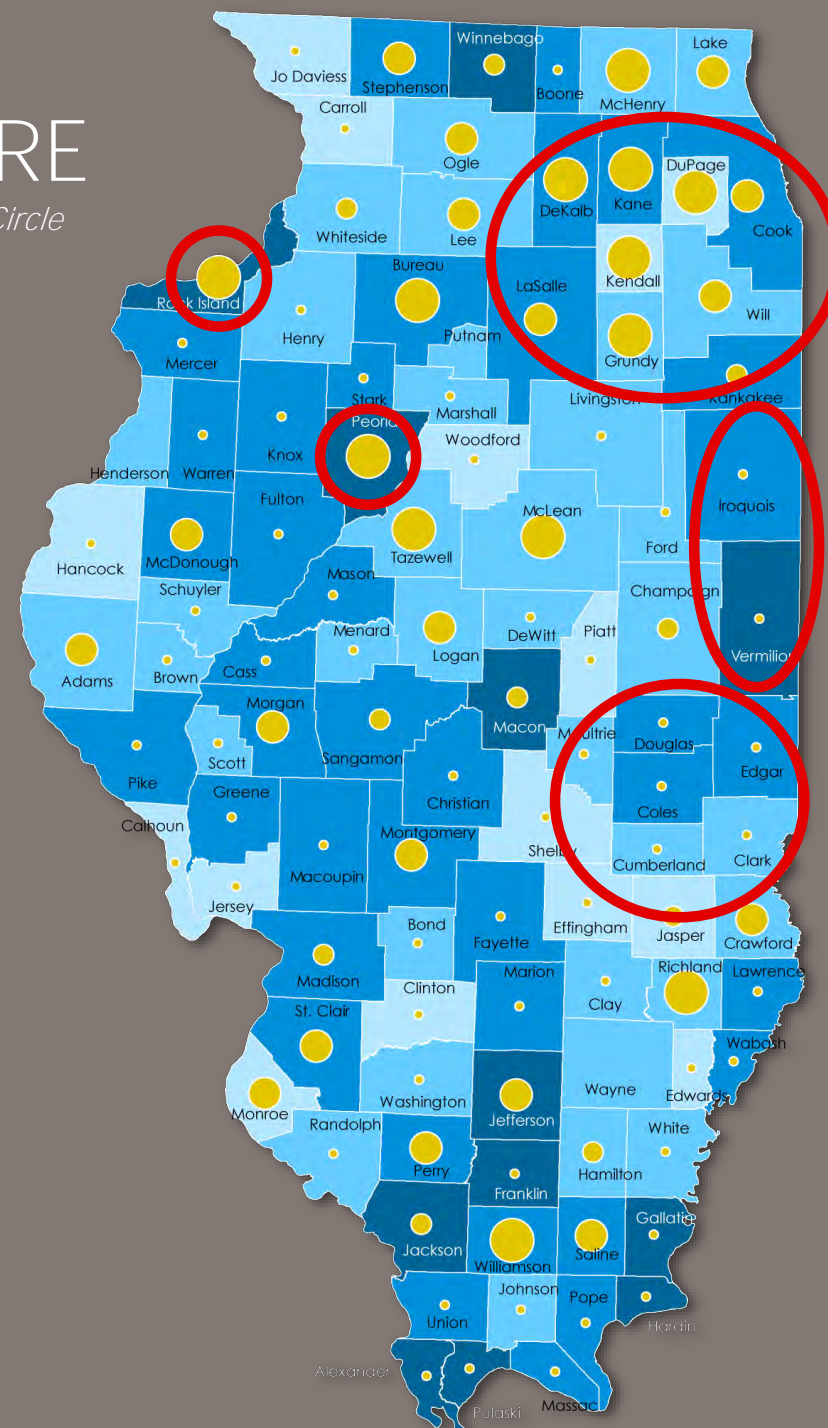 RE
Circle
Winnebago
Lake
Jo Daviess
Stephenson
Boone
McHenry
Carroll
Ogle
DuPage
DeKalb
Kane
Cook
Whiteside
Lee
Bureau
LaSalle
Kendall
Will
Rock Island
Henry
Putnam
Grundy
Mercer
Stark
Marshall
Livingston
Kankakee
Peoria
Woodford
Henderson
Warren
Knox
Fulton
McLean
Iroquois
Hancock
McDonough
Tazewell
Ford
Schuyler
Mason
Champaign
Menard
Logan
DeWitt
Piatt
Vermilion
Adams
Brown
Cass
Morgan
Macon
Moultrie
Douglas
Scott
Sangamon
Edgar
Pike
Greene
Christian
Coles
Calhoun
Montgomery
Shelby
Cumberland
Clark
Macoupin
Jersey
Effingham
Jasper
Crawford
Bond
Fayette
Madison
Marion
Richland
Lawrence
Clinton
Clay
St. Clair
Wabash
Monroe
Washington
Wayne
Edwards
Randolph
Jefferson
White
Perry
Hamilton
Franklin
Jackson
Gallatin
Williamson
Saline
Johnson
Pope
Union
Hardin
Alexander
Pulaski
Massac